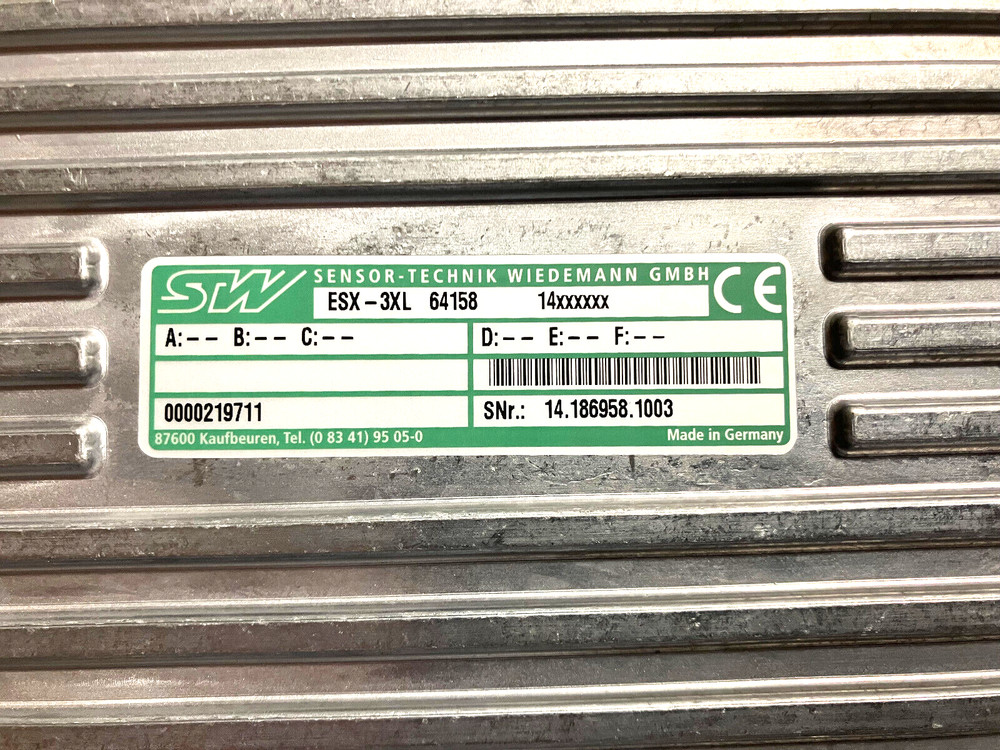 STW SENSOR-TECHNIK WIEDEMANN GMBH CE
ESX-3XL 64158 14xxxxxx
A:-- B:-- C:-- D:-- E:-- F:--
0000219711 SNr.: 14.186958.1003
87600 Kaufbeuren, Tel. (0 83 41) 95 05-0 Made in Germany